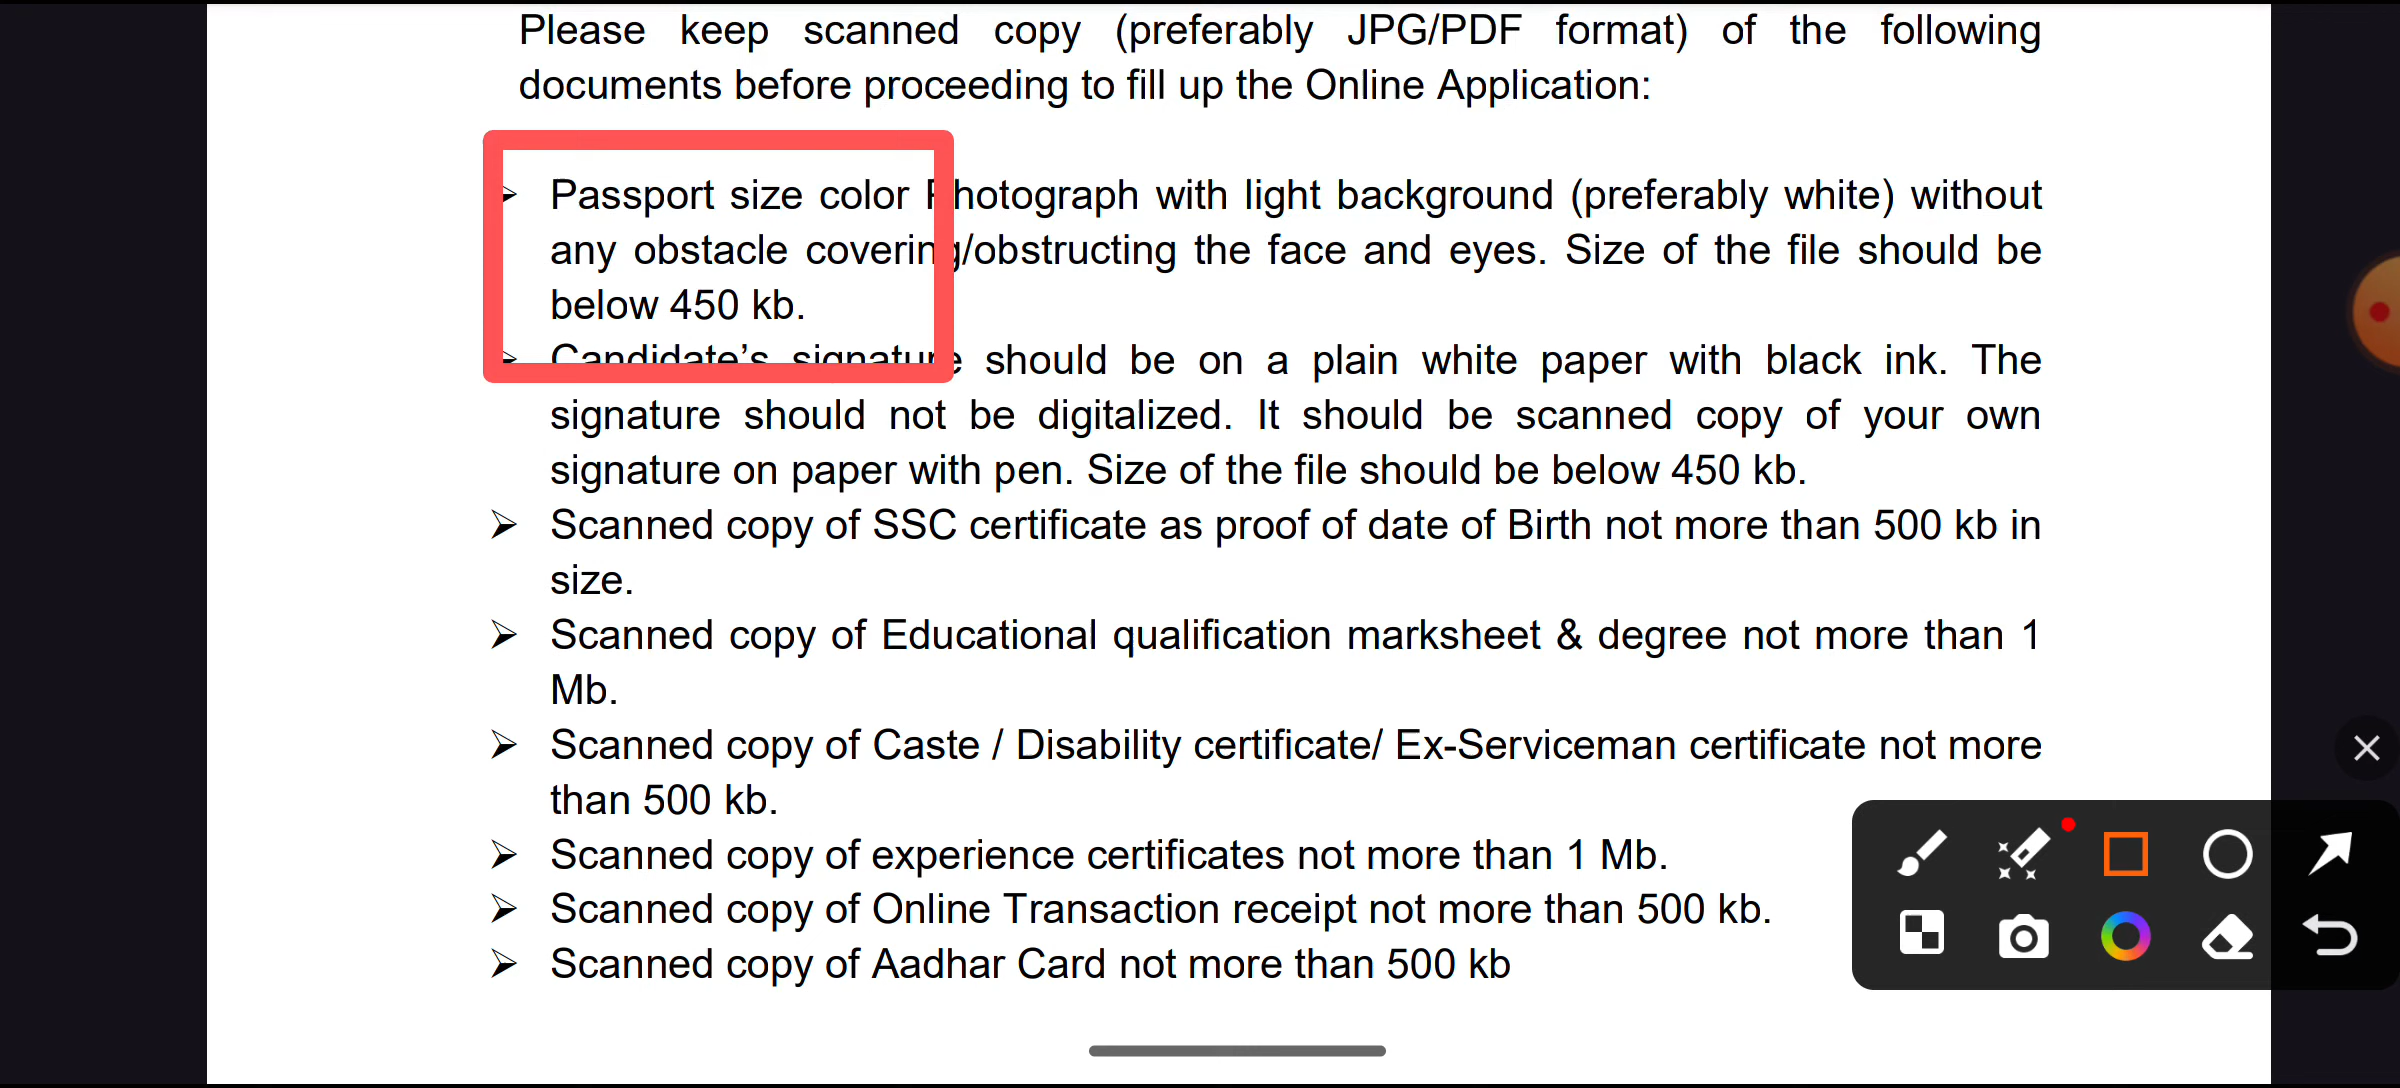 Please keep scanned copy (preferably JPG/PDF format) of the following
documents before proceeding to fill up the Online Application:
➢ Passport size color Photograph with light background (preferably white) without
any obstacle covering/obstructing the face and eyes. Size of the file should be
below 450 kb.
➢ Candidate’s signature should be on a plain white paper with black ink. The
signature should not be digitalized. It should be scanned copy of your own
signature on paper with pen. Size of the file should be below 450 kb.
➢ Scanned copy of SSC certificate as proof of date of Birth not more than 500 kb in
size.
➢ Scanned copy of Educational qualification marksheet & degree not more than 1
Mb.
➢ Scanned copy of Caste / Disability certificate/ Ex-Serviceman certificate not more
than 500 kb.
➢ Scanned copy of experience certificates not more than 1 Mb.
➢ Scanned copy of Online Transaction receipt not more than 500 kb.
➢ Scanned copy of Aadhar Card not more than 500 kb